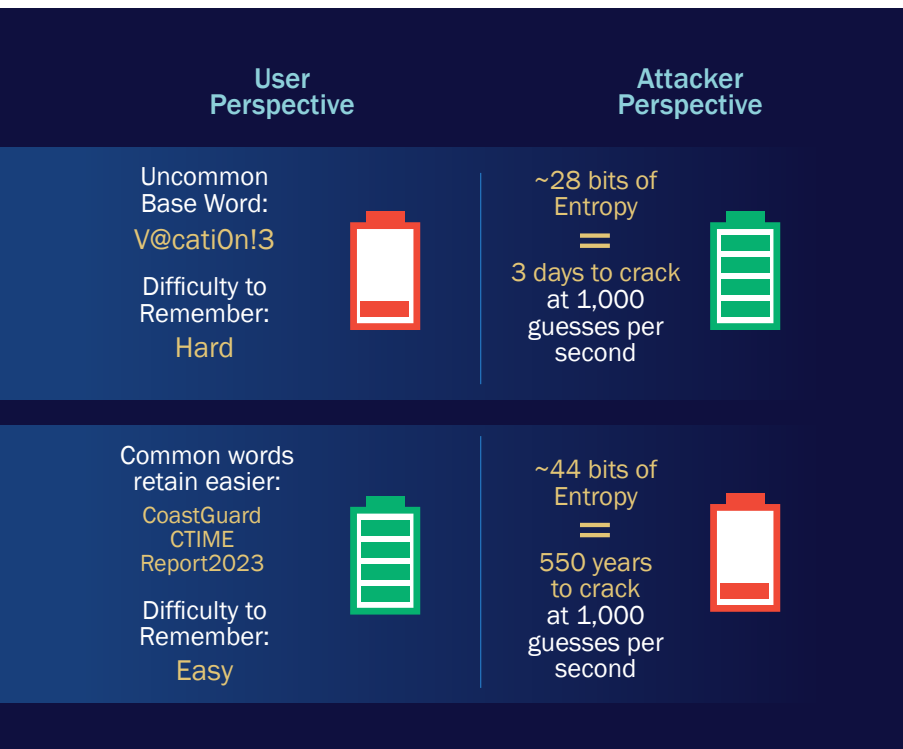 User
Perspective
Attacker
Perspective
Uncommon
Base Word:
V@cati0n!3
Difficulty to
Remember:
Hard
~28 bits of
Entropy
=
3 days to crack
at 1,000
guesses per
second
Common words
retain easier:
CoastGuard
CTIME
Report2023
Difficulty to
Remember:
Easy
~44 bits of
Entropy
=
550 years
to crack
at 1,000
guesses per
second